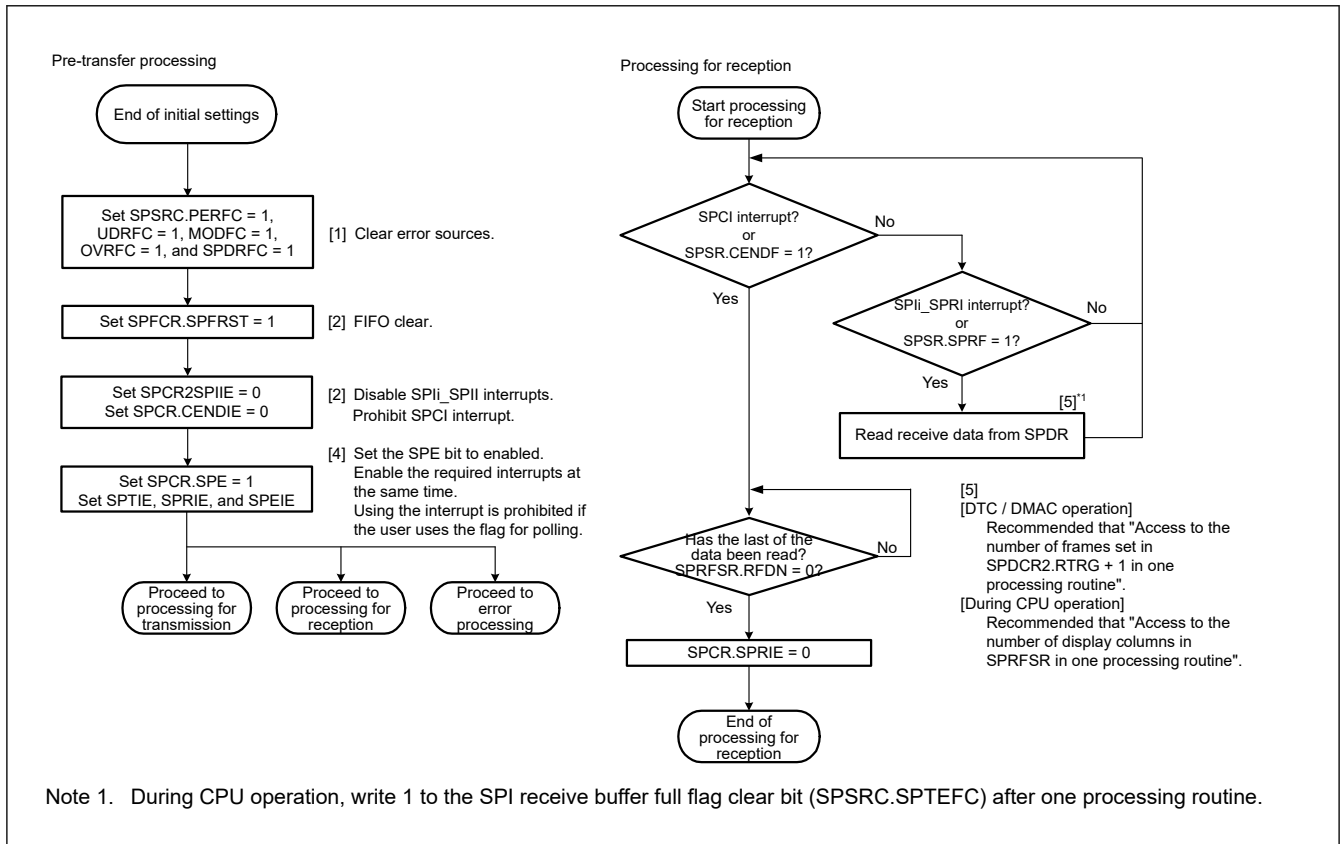 Pre-transfer processing
End of initial settings
Set SPSRC.PERFC = 1,
UDRFC = 1, MODFC = 1,
OVRFC = 1, and SPDRFC = 1
[1] Clear error sources.
Set SPFCR.SPFRST = 1
[2] FIFO clear.
Set SPCR2SPIIE = 0
Set SPCR.CENDIE = 0
[2] Disable SPIi_SPII interrupts.
Prohibit SPCI interrupt.
Set SPCR.SPE = 1
Set SPTIE, SPRIE, and SPEIE
[4] Set the SPE bit to enabled.
Enable the required interrupts at
the same time.
Using the interrupt is prohibited if
the user uses the flag for polling.
Proceed to
processing for
transmission
Proceed to
processing for
reception
Proceed to
error
processing
Processing for reception
Start processing
for reception
SPCI interrupt?
or
SPSR.CENDF = 1?
No
Yes
SPIi_SPRI interrupt?
or
SPSR.SPRF = 1?
No
Yes
[5]*1
Read receive data from SPDR
Has the last of the
data been read?
SPRFSR.RFDN = 0?
No
Yes
SPCR.SPRIE = 0
End of
processing for
reception
[5]
[DTC / DMAC operation]
Recommended that "Access to the
number of frames set in
SPDCR2.RTRG + 1 in one
processing routine".
[During CPU operation]
Recommended that "Access to the
number of display columns in
SPRFSR in one processing routine".
Note 1. During CPU operation, write 1 to the SPI receive buffer full flag clear bit (SPSRC.SPTEFC) after one processing routine.